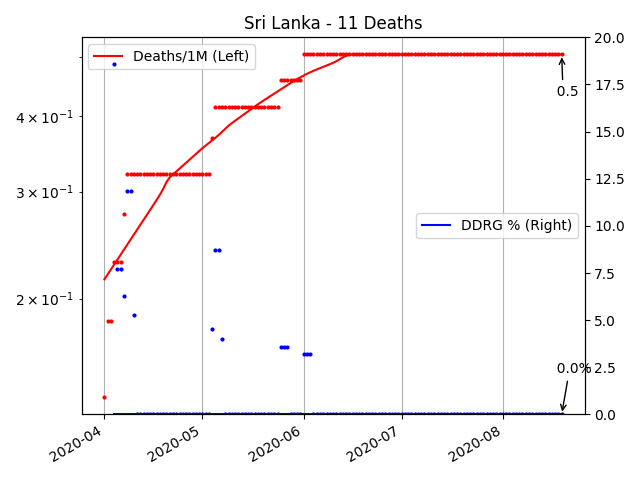 Sri Lanka - 11 Deaths
Deaths/1M (Left)
DDRG % (Right)
4 × 10⁻¹
3 × 10⁻¹
2 × 10⁻¹
20.0
17.5
15.0
12.5
10.0
7.5
5.0
2.5
0.0
0.5
0.0%
2020-04
2020-05
2020-06
2020-07
2020-08